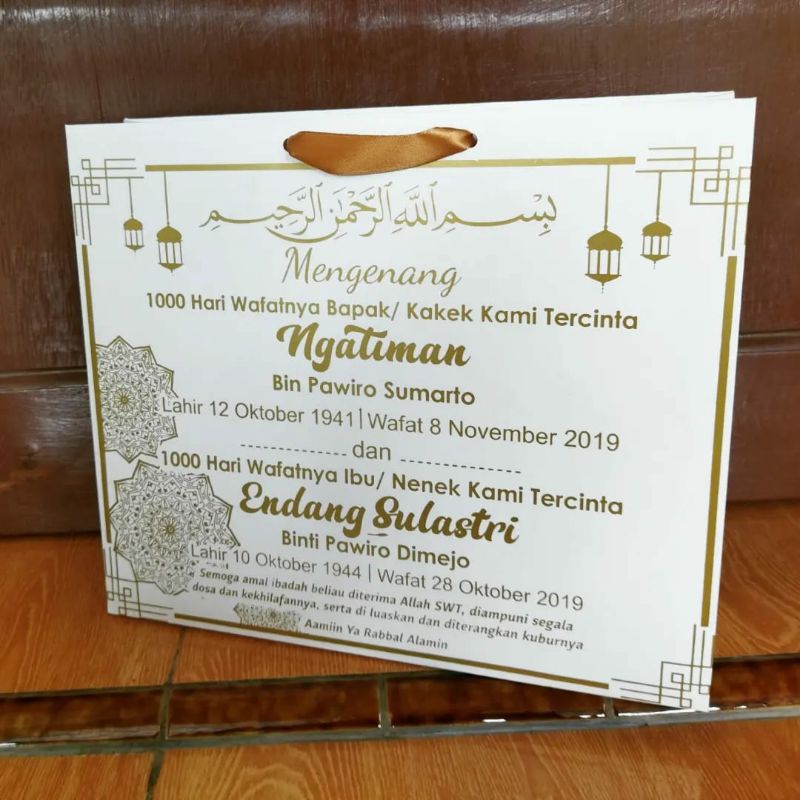 بِسْمِ اللَّهِ الرَّحْمَٰنِ الرَّحِيمِ
Mengenang
1000 Hari Wafatnya Bapak/ Kakek Kami Tercinta
Ngatiman
Bin Pawiro Sumarto
Lahir 12 Oktober 1941 | Wafat 8 November 2019
-------------- dan --------------
1000 Hari Wafatnya Ibu/ Nenek Kami Tercinta
Endang Sulastri
Binti Pawiro Dimejo
Lahir 10 Oktober 1944 | Wafat 28 Oktober 2019
Semoga amal ibadah beliau diterima Allah SWT, diampuni segala
dosa dan kekhilafannya, serta di luaskan dan diterangkan kuburnya
Aamiin Ya Rabbal Alamin